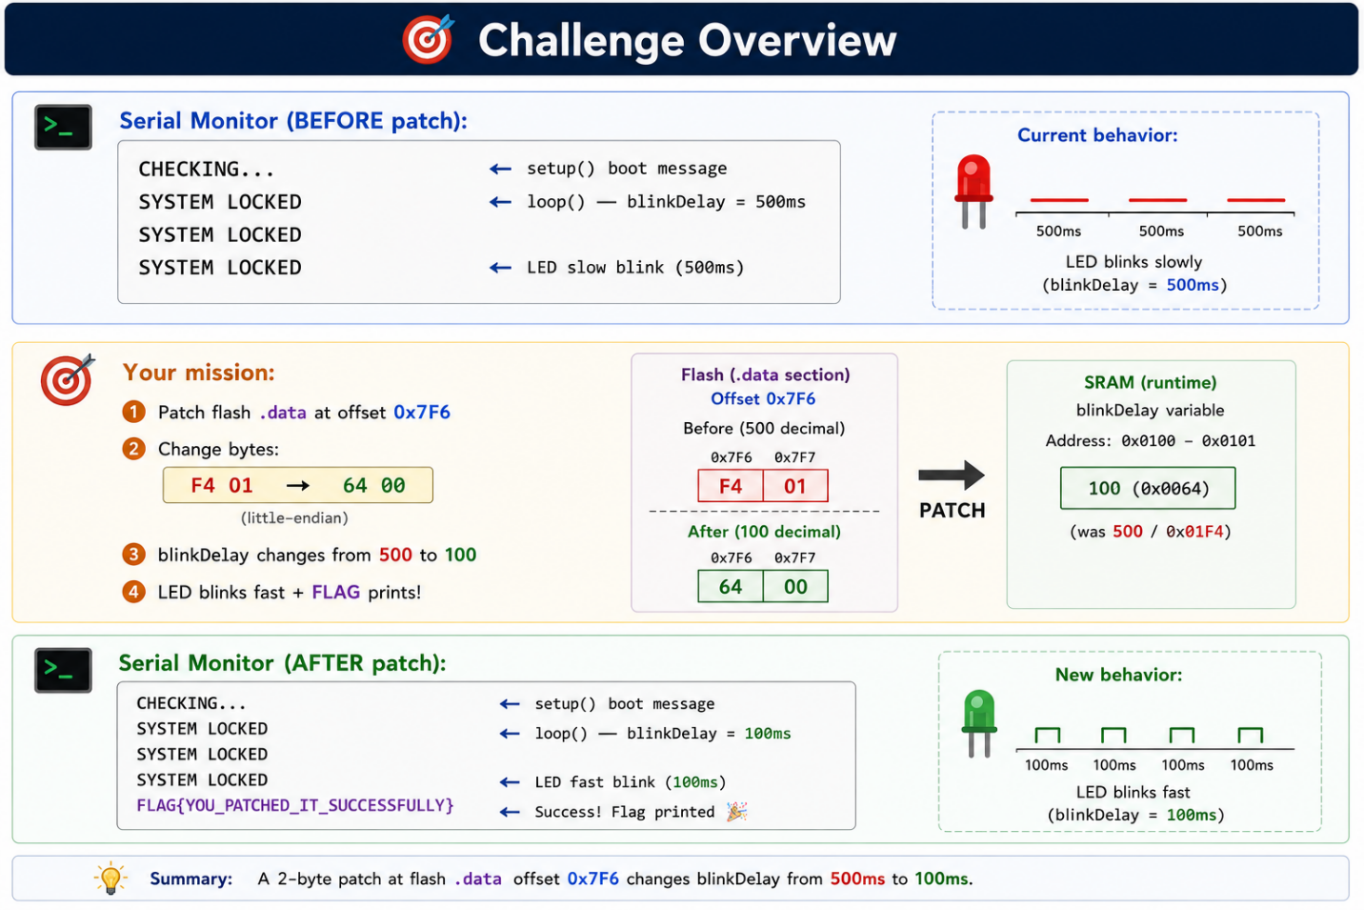 Challenge Overview
>_
Serial Monitor (BEFORE patch):
CHECKING... ← setup() boot message
SYSTEM LOCKED ← loop() — blinkDelay = 500ms
SYSTEM LOCKED
SYSTEM LOCKED ← LED slow blink (500ms)
Current behavior:
500ms 500ms 500ms
LED blinks slowly
(blinkDelay = 500ms)
Your mission:
1 Patch flash .data at offset 0x7F6
2 Change bytes:
F4 01 → 64 00
(little-endian)
3 blinkDelay changes from 500 to 100
4 LED blinks fast + FLAG prints!
Flash (.data section)
Offset 0x7F6
Before (500 decimal)
0x7F6 0x7F7
F4 01
After (100 decimal)
0x7F6 0x7F7
64 00
PATCH
SRAM (runtime)
blinkDelay variable
Address: 0x0100 - 0x0101
100 (0x0064)
(was 500 / 0x01F4)
>_
Serial Monitor (AFTER patch):
CHECKING... ← setup() boot message
SYSTEM LOCKED ← loop() — blinkDelay = 100ms
SYSTEM LOCKED
SYSTEM LOCKED ← LED fast blink (100ms)
FLAG{YOU_PATCHED_IT_SUCCESSFULLY} ← Success! Flag printed 🎉
New behavior:
100ms 100ms 100ms 100ms
LED blinks fast
(blinkDelay = 100ms)
Summary: A 2-byte patch at flash .data offset 0x7F6 changes blinkDelay from 500ms to 100ms.